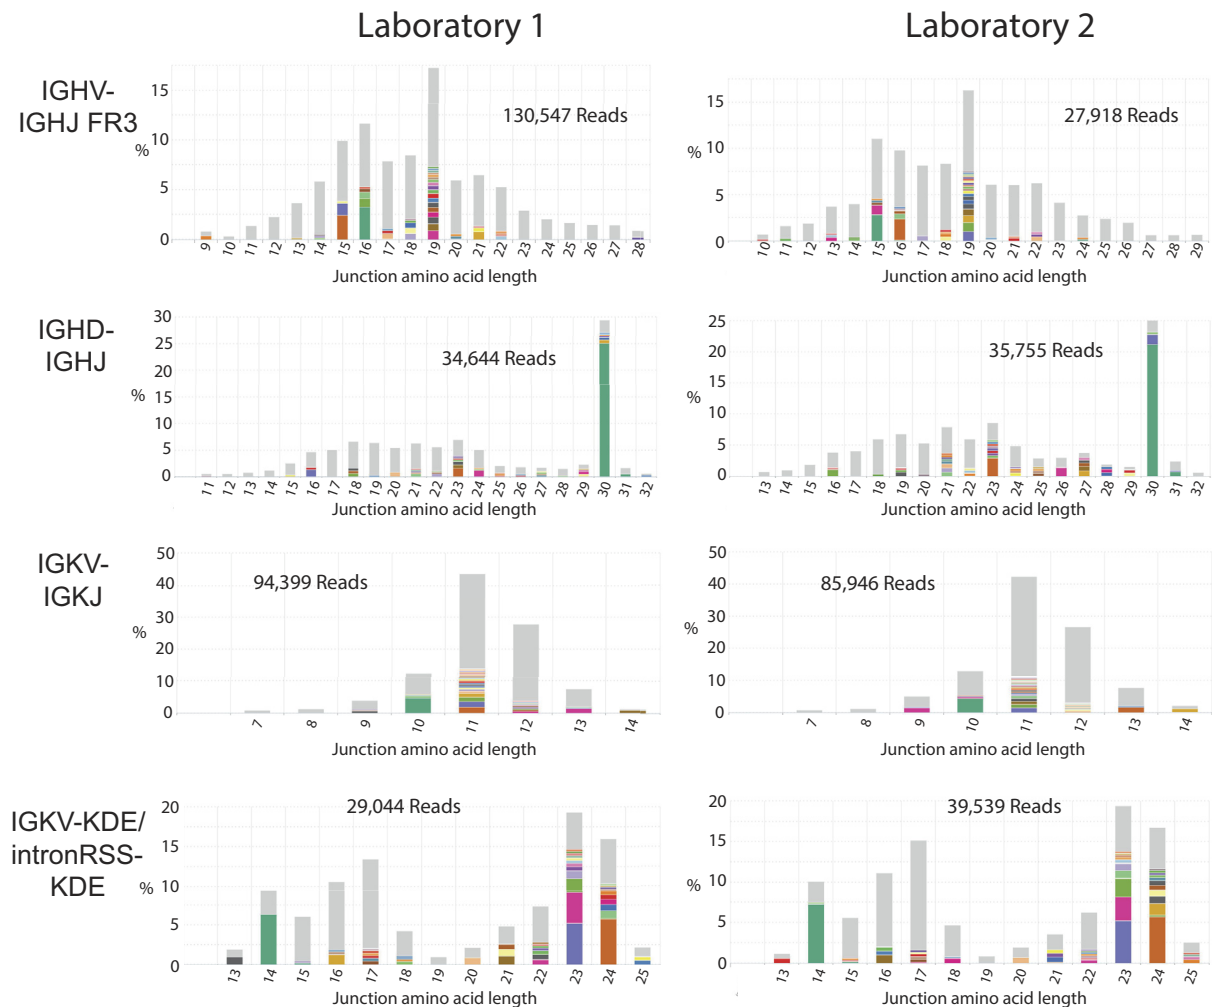 Laboratory 1
Laboratory 2
IGHV-
IGHJ FR3
%
15
10
5
0
130,547 Reads
9 10 11 12 13 14 15 16 17 18 19 20 21 22 23 24 25 26 27 28
Junction amino acid length
%
15
10
5
0
27,918 Reads
10 11 12 13 14 15 16 17 18 19 20 21 22 23 24 25 26 27 28 29
Junction amino acid length
IGHD-
IGHJ
%
30
25
20
15
10
5
0
34,644 Reads
11 12 13 14 15 16 17 18 19 20 21 22 23 24 25 26 27 28 29 30 31 32
Junction amino acid length
%
25
20
15
10
5
0
35,755 Reads
13 14 15 16 17 18 19 20 21 22 23 24 25 26 27 28 29 30 31 32
Junction amino acid length
IGKV-
IGKJ
%
50
40
30
20
10
0
94,399 Reads
7 8 9 10 11 12 13 14
Junction amino acid length
%
50
40
30
20
10
0
85,946 Reads
7 8 9 10 11 12 13 14
Junction amino acid length
IGKV-KDE/
intronRSS-
KDE
%
20
15
10
5
0
29,044 Reads
13 14 15 16 17 18 19 20 21 22 23 24 25
Junction amino acid length
%
20
15
10
5
0
39,539 Reads
13 14 15 16 17 18 19 20 21 22 23 24 25
Junction amino acid length